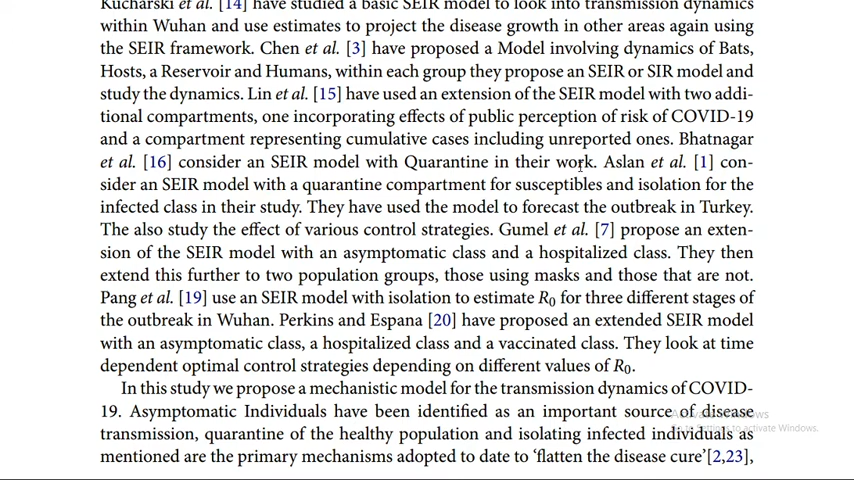 Kucharski et al. [14] have studied a basic SEIR model to look into transmission dynamics
within Wuhan and use estimates to project the disease growth in other areas again using
the SEIR framework. Chen et al. [3] have proposed a Model involving dynamics of Bats,
Hosts, a Reservoir and Humans, within each group they propose an SEIR or SIR model and
study the dynamics. Lin et al. [15] have used an extension of the SEIR model with two addi-
tional compartments, one incorporating effects of public perception of risk of COVID-19
and a compartment representing cumulative cases including unreported ones. Bhatnagar
et al. [16] consider an SEIR model with Quarantine in their work. Aslan et al. [1] con-
sider an SEIR model with a quarantine compartment for susceptibles and isolation for the
infected class in their study. They have used the model to forecast the outbreak in Turkey.
The also study the effect of various control strategies. Gumel et al. [7] propose an exten-
sion of the SEIR model with an asymptomatic class and a hospitalized class. They then
extend this further to two population groups, those using masks and those that are not.
Pang et al. [19] use an SEIR model with isolation to estimate R0 for three different stages of
the outbreak in Wuhan. Perkins and Espana [20] have proposed an extended SEIR model
with an asymptomatic class, a hospitalized class and a vaccinated class. They look at time
dependent optimal control strategies depending on different values of R0.
In this study we propose a mechanistic model for the transmission dynamics of COVID-
19. Asymptomatic Individuals have been identified as an important source of disease
transmission, quarantine of the healthy population and isolating infected individuals as
mentioned are the primary mechanisms adopted to date to 'flatten the disease cure'[2,23],
Activate Windows
Go to Settings to activate Windows.